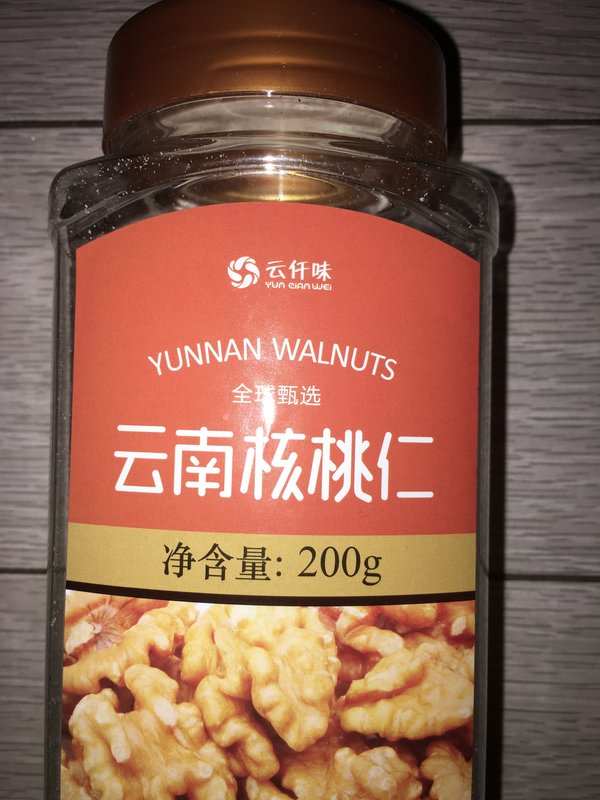 云仟味
YUN QIAN WEI
YUNNAN WALNUTS
全球甄选
云南核桃仁
净含量: 200g